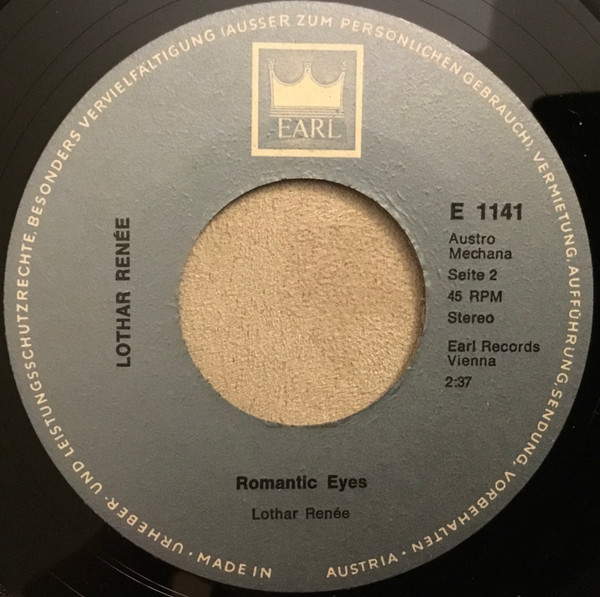 EARL
LOTHAR RENÉE
E 1141
Austro
Mechana
Seite 2
45 RPM
Stereo
Earl Records
Vienna
2:37
Romantic Eyes
Lothar Renée
· URHEBER- UND LEISTUNGSSCHUTZRECHTE, BESONDERS VERVIELFÄLTIGUNG (AUSSER ZUM PERSÖNLICHEN GEBRAUCH), VERMIETUNG, AUFFÜHRUNG, SENDUNG, VORBEHALTEN ·
MADE IN AUSTRIA